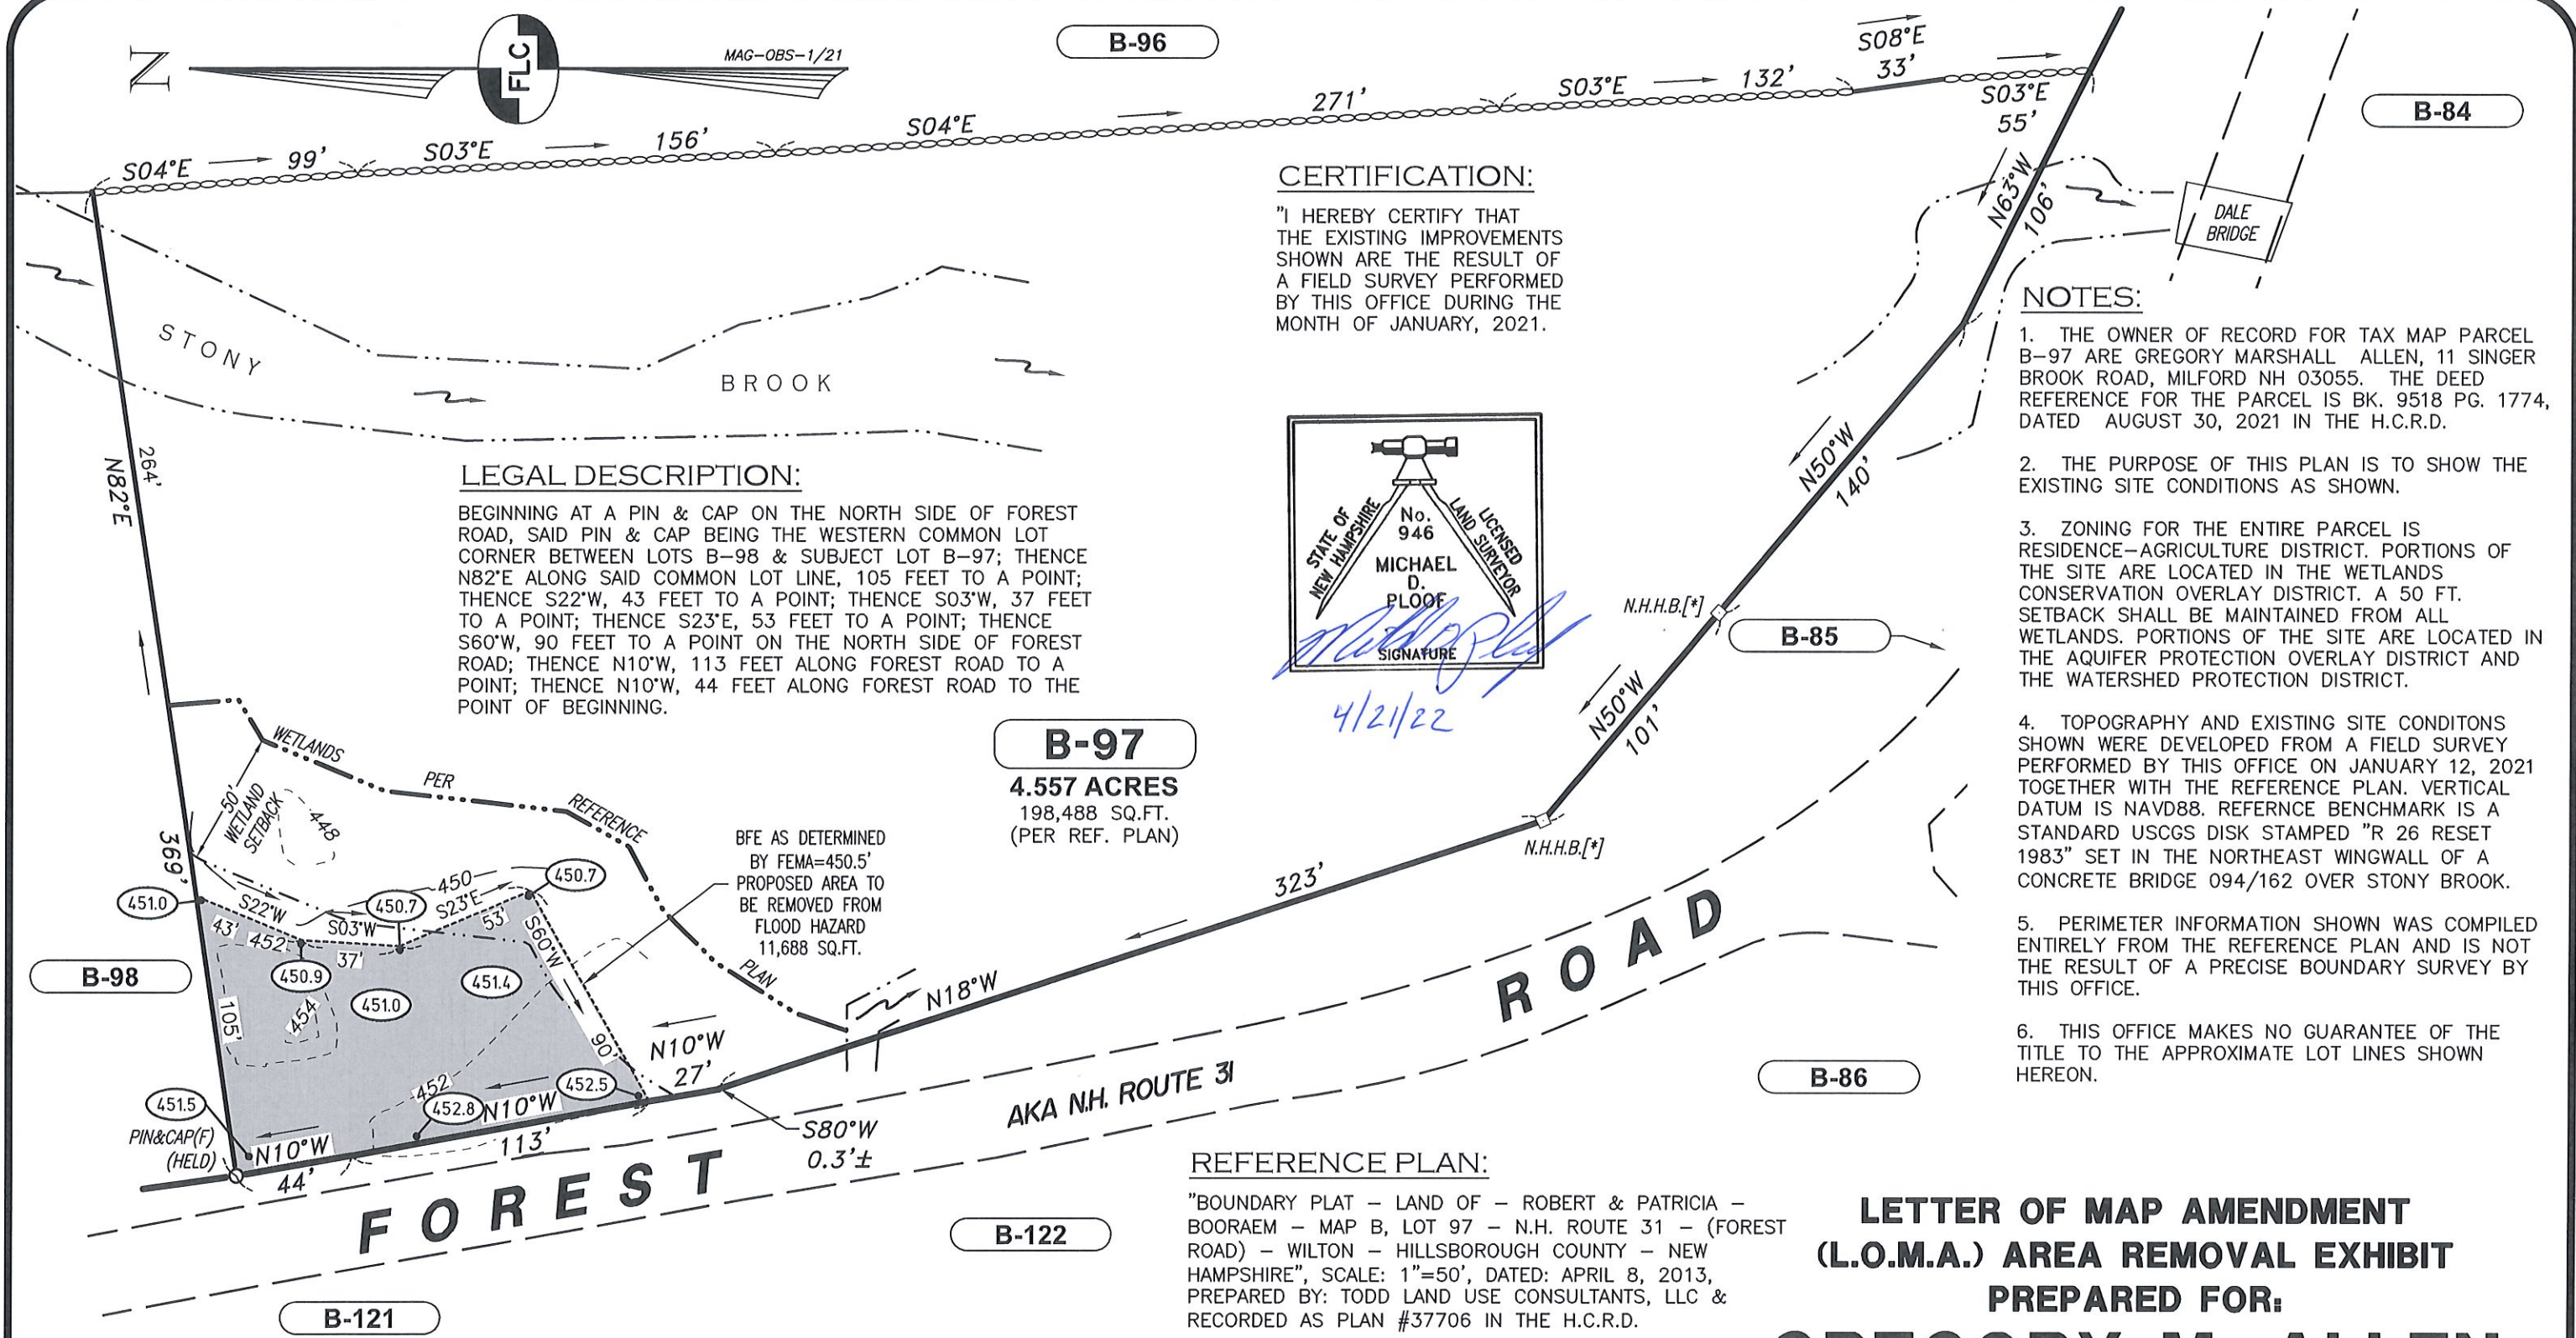 N
FLC
MAG-OBS-1/21
B-96
S08°E
33'
S04°E
99'
S03°E
156'
S04°E
271'
S03°E
132'
S03°E
55'
B-84
N63°W
106'
DALE
BRIDGE
STONY
BROOK
264'
N82°E
369'
CERTIFICATION:
"I HEREBY CERTIFY THAT
THE EXISTING IMPROVEMENTS
SHOWN ARE THE RESULT OF
A FIELD SURVEY PERFORMED
BY THIS OFFICE DURING THE
MONTH OF JANUARY, 2021.
STATE OF
NEW HAMPSHIRE
LICENSED
LAND SURVEYOR
No.
946
MICHAEL
D.
PLOOF
SIGNATURE
4/21/22
N50°W
140'
N.H.H.B.[*]
B-85
N50°W
101'
N.H.H.B.[*]
LEGAL DESCRIPTION:
BEGINNING AT A PIN & CAP ON THE NORTH SIDE OF FOREST
ROAD, SAID PIN & CAP BEING THE WESTERN COMMON LOT
CORNER BETWEEN LOTS B-98 & SUBJECT LOT B-97; THENCE
N82°E ALONG SAID COMMON LOT LINE, 105 FEET TO A POINT;
THENCE S22°W, 43 FEET TO A POINT; THENCE S03°W, 37 FEET
TO A POINT; THENCE S23°E, 53 FEET TO A POINT; THENCE
S60°W, 90 FEET TO A POINT ON THE NORTH SIDE OF FOREST
ROAD; THENCE N10°W, 113 FEET ALONG FOREST ROAD TO A
POINT; THENCE N10°W, 44 FEET ALONG FOREST ROAD TO THE
POINT OF BEGINNING.
B-97
4.557 ACRES
198,488 SQ.FT.
(PER REF. PLAN)
WETLANDS
PER
REFERENCE
PLAN
50'
WETLAND
SETBACK
448
BFE AS DETERMINED
BY FEMA=450.5'
PROPOSED AREA TO
BE REMOVED FROM
FLOOD HAZARD
11,688 SQ.FT.
450
450.7
451.0
450.7
S22°W
43'
452
S03°W
37'
S23°E
53'
S60°W
90'
450.9
451.0
451.4
454
105'
B-98
452
452.5
452.8
N10°W
113'
451.5
PIN&CAP(F)
(HELD)
N10°W
44'
N10°W
27'
N18°W
323'
S80°W
0.3'±
FOREST
ROAD
AKA N.H. ROUTE 31
B-86
B-122
B-121
NOTES:
1. THE OWNER OF RECORD FOR TAX MAP PARCEL
B-97 ARE GREGORY MARSHALL ALLEN, 11 SINGER
BROOK ROAD, MILFORD NH 03055. THE DEED
REFERENCE FOR THE PARCEL IS BK. 9518 PG. 1774,
DATED AUGUST 30, 2021 IN THE H.C.R.D.
2. THE PURPOSE OF THIS PLAN IS TO SHOW THE
EXISTING SITE CONDITIONS AS SHOWN.
3. ZONING FOR THE ENTIRE PARCEL IS
RESIDENCE-AGRICULTURE DISTRICT. PORTIONS OF
THE SITE ARE LOCATED IN THE WETLANDS
CONSERVATION OVERLAY DISTRICT. A 50 FT.
SETBACK SHALL BE MAINTAINED FROM ALL
WETLANDS. PORTIONS OF THE SITE ARE LOCATED IN
THE AQUIFER PROTECTION OVERLAY DISTRICT AND
THE WATERSHED PROTECTION DISTRICT.
4. TOPOGRAPHY AND EXISTING SITE CONDITONS
SHOWN WERE DEVELOPED FROM A FIELD SURVEY
PERFORMED BY THIS OFFICE ON JANUARY 12, 2021
TOGETHER WITH THE REFERENCE PLAN. VERTICAL
DATUM IS NAVD88. REFERNCE BENCHMARK IS A
STANDARD USCGS DISK STAMPED "R 26 RESET
1983" SET IN THE NORTHEAST WINGWALL OF A
CONCRETE BRIDGE 094/162 OVER STONY BROOK.
5. PERIMETER INFORMATION SHOWN WAS COMPILED
ENTIRELY FROM THE REFERENCE PLAN AND IS NOT
THE RESULT OF A PRECISE BOUNDARY SURVEY BY
THIS OFFICE.
6. THIS OFFICE MAKES NO GUARANTEE OF THE
TITLE TO THE APPROXIMATE LOT LINES SHOWN
HEREON.
REFERENCE PLAN:
"BOUNDARY PLAT - LAND OF - ROBERT & PATRICIA -
BOORAEM - MAP B, LOT 97 - N.H. ROUTE 31 - (FOREST
ROAD) - WILTON - HILLSBOROUGH COUNTY - NEW
HAMPSHIRE", SCALE: 1"=50', DATED: APRIL 8, 2013,
PREPARED BY: TODD LAND USE CONSULTANTS, LLC &
RECORDED AS PLAN #37706 IN THE H.C.R.D.
LETTER OF MAP AMENDMENT
(L.O.M.A.) AREA REMOVAL EXHIBIT
PREPARED FOR:
GREGORY M. ALLEN